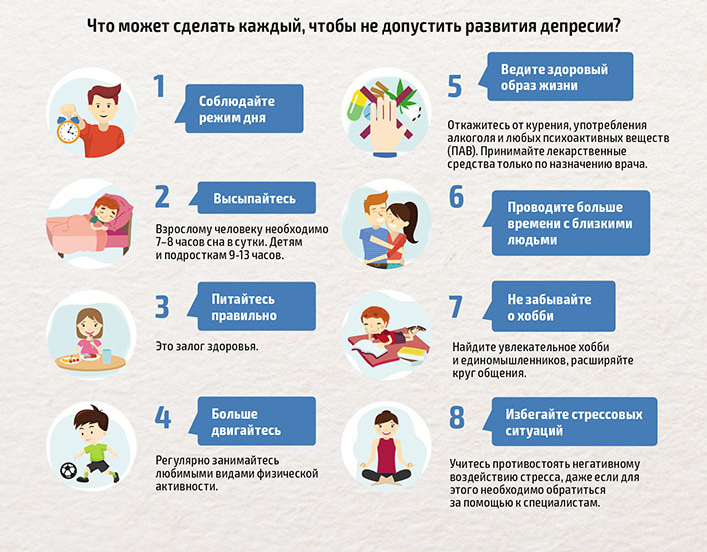 Что может сделать каждый, чтобы не допустить развития депресии?
1
Соблюдайте
режим дня
2
Высыпайтесь
Взрослому человеку необходимо
7–8 часов сна в сутки. Детям
и подросткам 9-13 часов.
3
Питайтесь
правильно
Это залог здоровья.
4
Больше
двигайтесь
Регулярно занимайтесь
любимыми видами физической
активности.
5
Ведите здоровый
образ жизни
Откажитесь от курения, употребления
алкоголя и любых психоактивных веществ
(ПАВ). Принимайте лекарственные
средства только по назначению врача.
6
Проводите больше
времени с близкими
людьми
7
Не забывайте
о хобби
Найдите увлекательное хобби
и единомышленников, расширяйте
круг общения.
8
Избегайте стрессовых
ситуаций
Учитесь противостоять негативному
воздействию стресса, даже если для
этого необходимо обратиться
за помощью к специалистам.